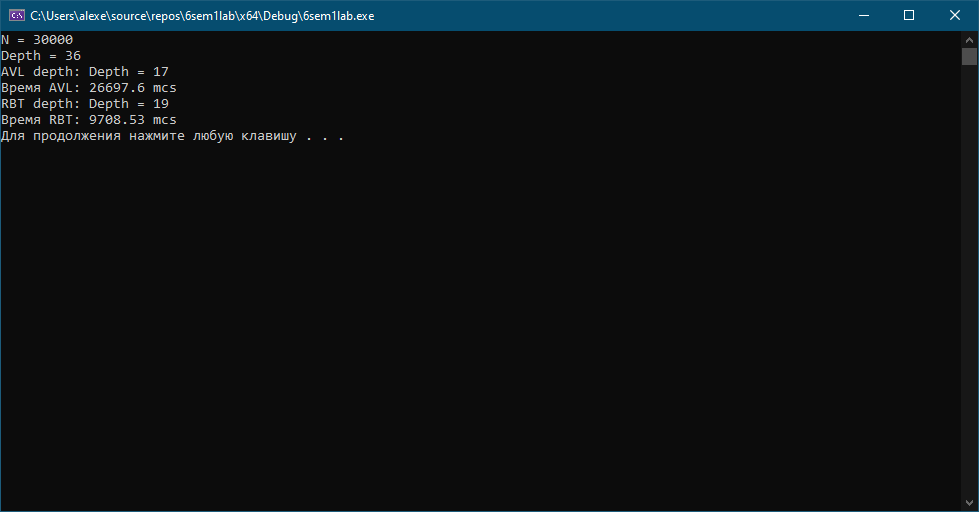 C:\Users\alexe\source\repos\6sem1lab\x64\Debug\6sem1lab.exe
N = 30000
Depth = 36
AVL depth: Depth = 17
Время AVL: 26697.6 mcs
RBT depth: Depth = 19
Время RBT: 9708.53 mcs
Для продолжения нажмите любую клавишу . . .